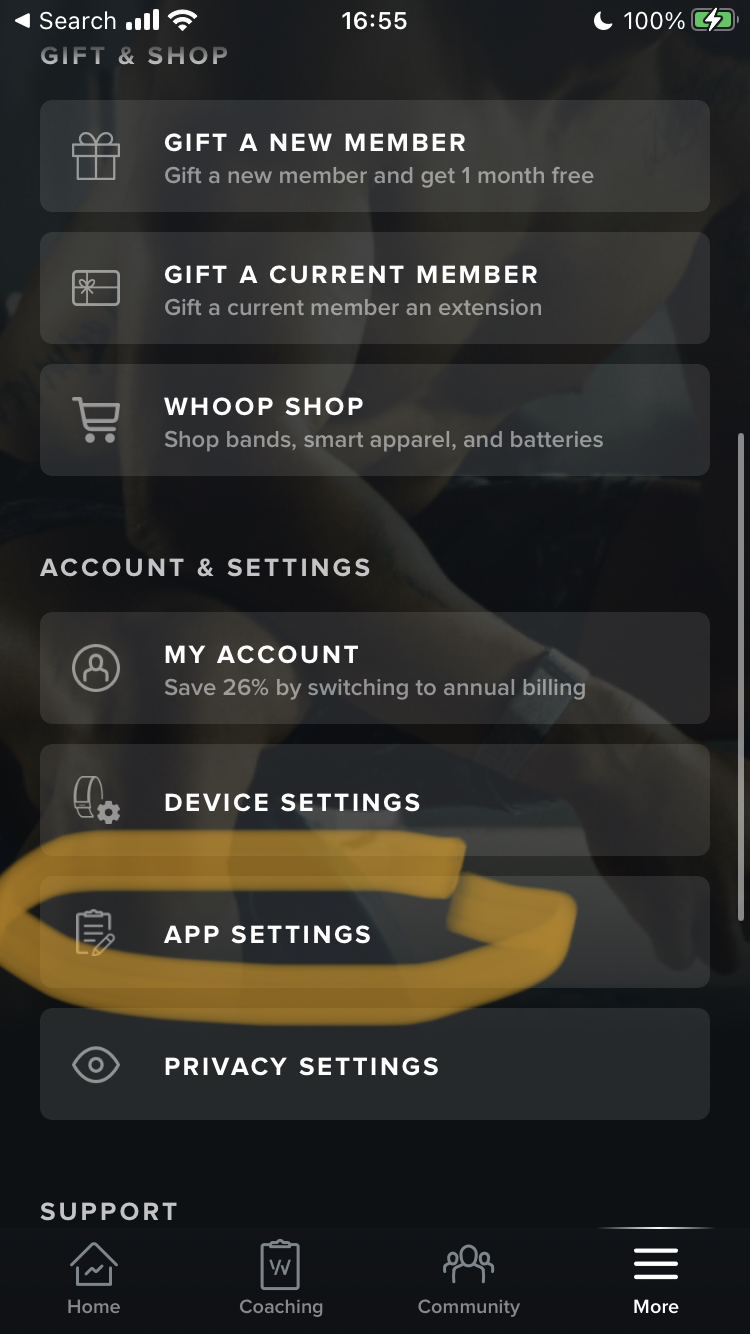 Search 16:55 100%
GIFT & SHOP
GIFT A NEW MEMBER
Gift a new member and get 1 month free
GIFT A CURRENT MEMBER
Gift a current member an extension
WHOOP SHOP
Shop bands, smart apparel, and batteries
ACCOUNT & SETTINGS
MY ACCOUNT
Save 26% by switching to annual billing
DEVICE SETTINGS
APP SETTINGS
PRIVACY SETTINGS
SUPPORT
Home Coaching Community More